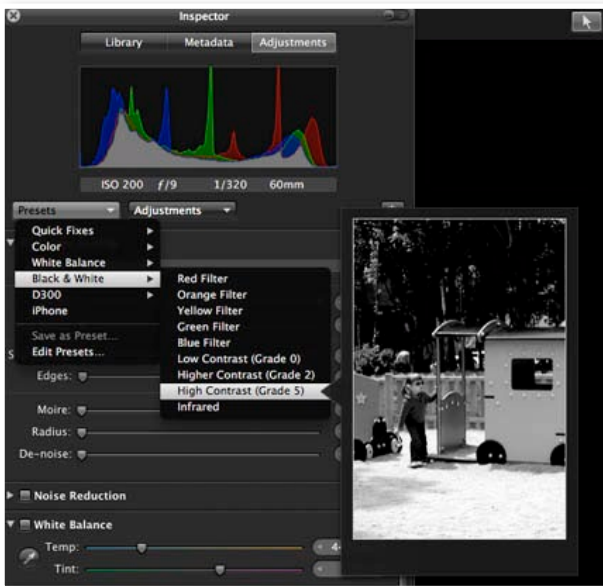 Inspector
Library Metadata Adjustments
ISO 200 f/9 1/320 60mm
Presets Adjustments
Quick Fixes
Color
White Balance
Black & White
D300
iPhone
Save as Preset...
Edit Presets...
Red Filter
Orange Filter
Yellow Filter
Green Filter
Blue Filter
Low Contrast (Grade 0)
Higher Contrast (Grade 2)
High Contrast (Grade 5)
Infrared
Edges:
Moire:
Radius:
De-noise:
Noise Reduction
White Balance
Temp:
Tint: